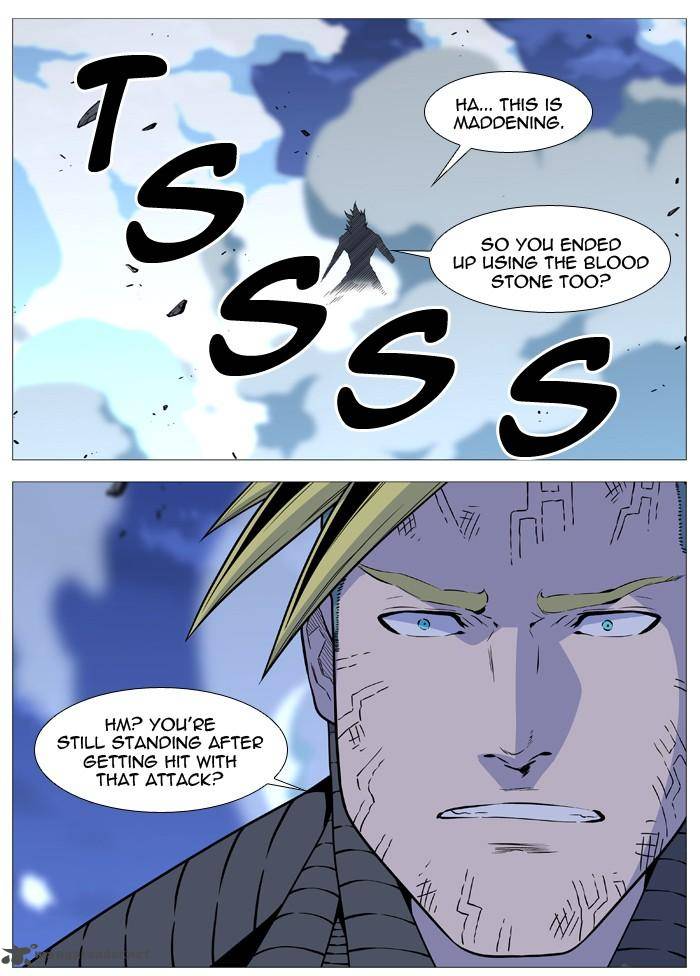 HA... THIS IS
MADDENING.
TSSSS
SO YOU ENDED
UP USING THE BLOOD
STONE TOO?
HM? YOU'RE
STILL STANDING AFTER
GETTING HIT WITH
THAT ATTACK?